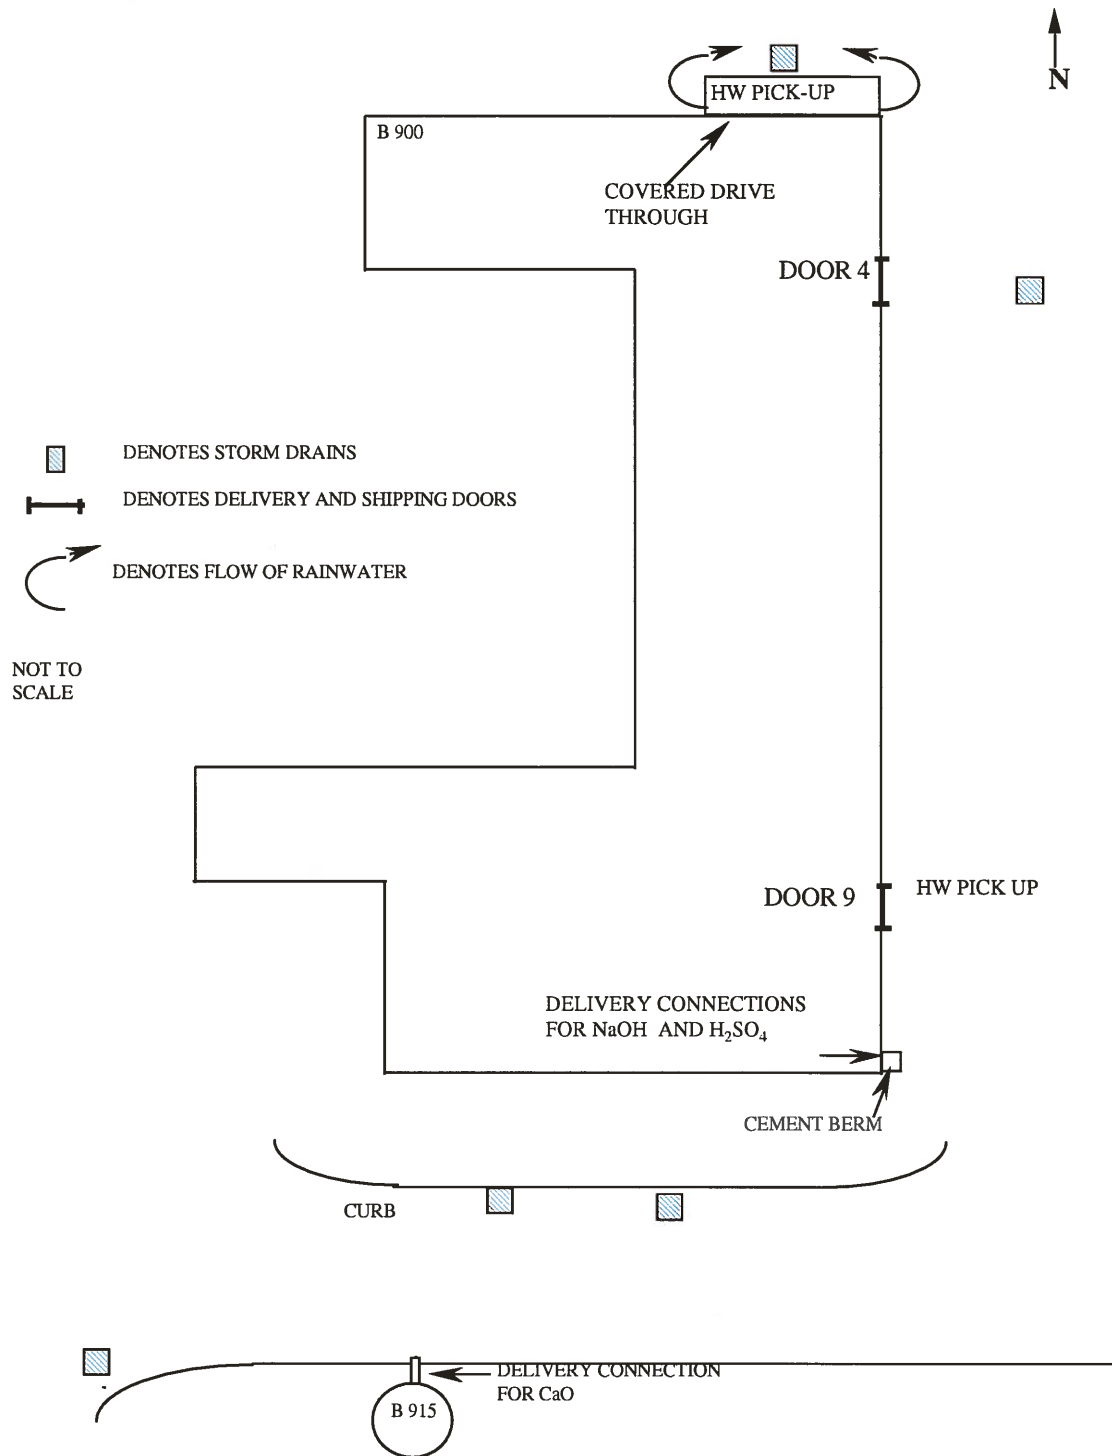 N
HW PICK-UP
B 900
COVERED DRIVE
THROUGH
DOOR 4
DENOTES STORM DRAINS
DENOTES DELIVERY AND SHIPPING DOORS
DENOTES FLOW OF RAINWATER
NOT TO
SCALE
DOOR 9
HW PICK UP
DELIVERY CONNECTIONS
FOR NaOH AND H₂SO₄
CEMENT BERM
CURB
DELIVERY CONNECTION
FOR CaO
B 915